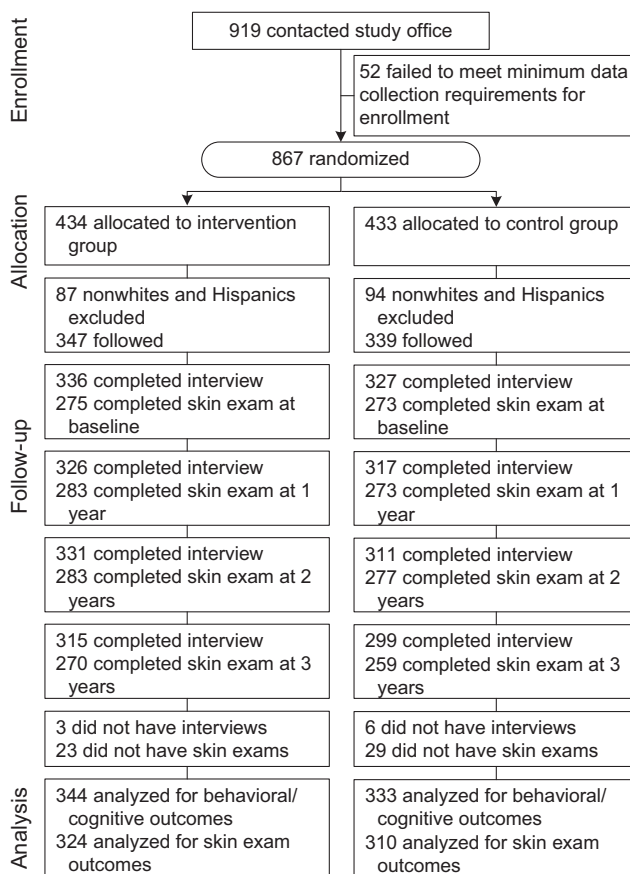 Enrollment
919 contacted study office
52 failed to meet minimum data
collection requirements for
enrollment
867 randomized
Allocation
434 allocated to intervention
group
433 allocated to control group
87 nonwhites and Hispanics
excluded
347 followed
94 nonwhites and Hispanics
excluded
339 followed
Follow-up
336 completed interview
275 completed skin exam at
baseline
327 completed interview
273 completed skin exam at
baseline
326 completed interview
283 completed skin exam at 1
year
317 completed interview
273 completed skin exam at 1
year
331 completed interview
283 completed skin exam at 2
years
311 completed interview
277 completed skin exam at 2
years
315 completed interview
270 completed skin exam at 3
years
299 completed interview
259 completed skin exam at 3
years
3 did not have interviews
23 did not have skin exams
6 did not have interviews
29 did not have skin exams
Analysis
344 analyzed for behavioral/
cognitive outcomes
324 analyzed for skin exam
outcomes
333 analyzed for behavioral/
cognitive outcomes
310 analyzed for skin exam
outcomes